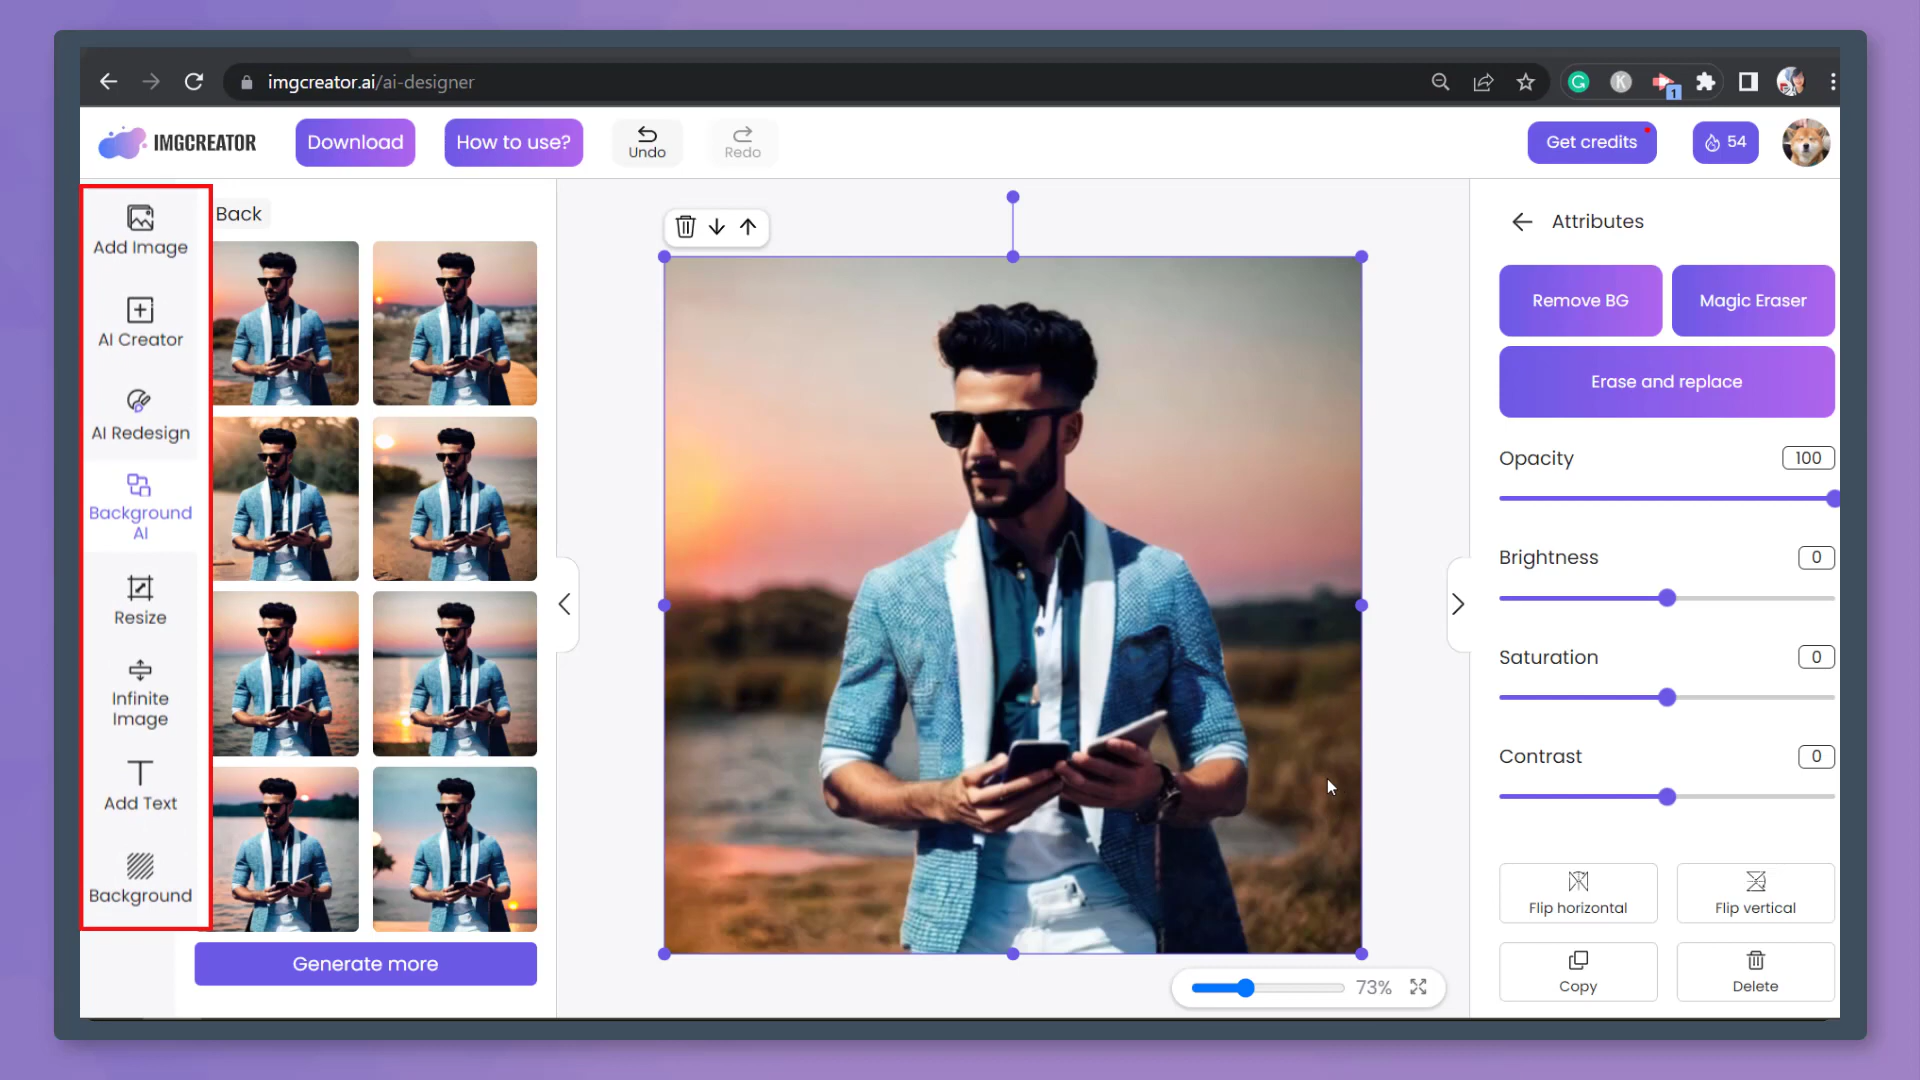 imgcreator.ai/ai-designer
G
K
1
IMGCREATOR
Download
How to use?
Undo
Redo
Get credits
54
Add Image
AI Creator
AI Redesign
Background
AI
Resize
Infinite
Image
Add Text
Background
Back
Generate more
73%
Attributes
Remove BG
Magic Eraser
Erase and replace
Opacity
100
Brightness
0
Saturation
0
Contrast
0
Flip horizontal
Flip vertical
Copy
Delete